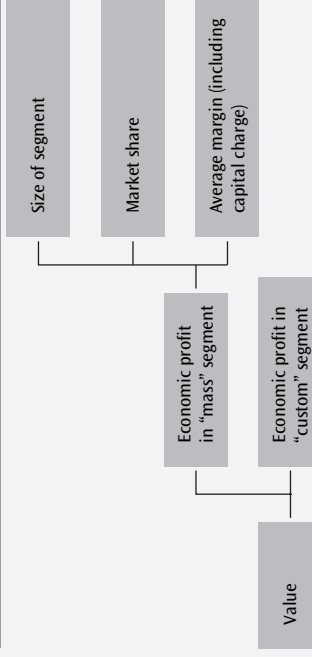 Value
Economic profit
in “mass” segment
Economic profit in
“custom” segment
Size of segment
Market share
Average margin (including
capital charge)